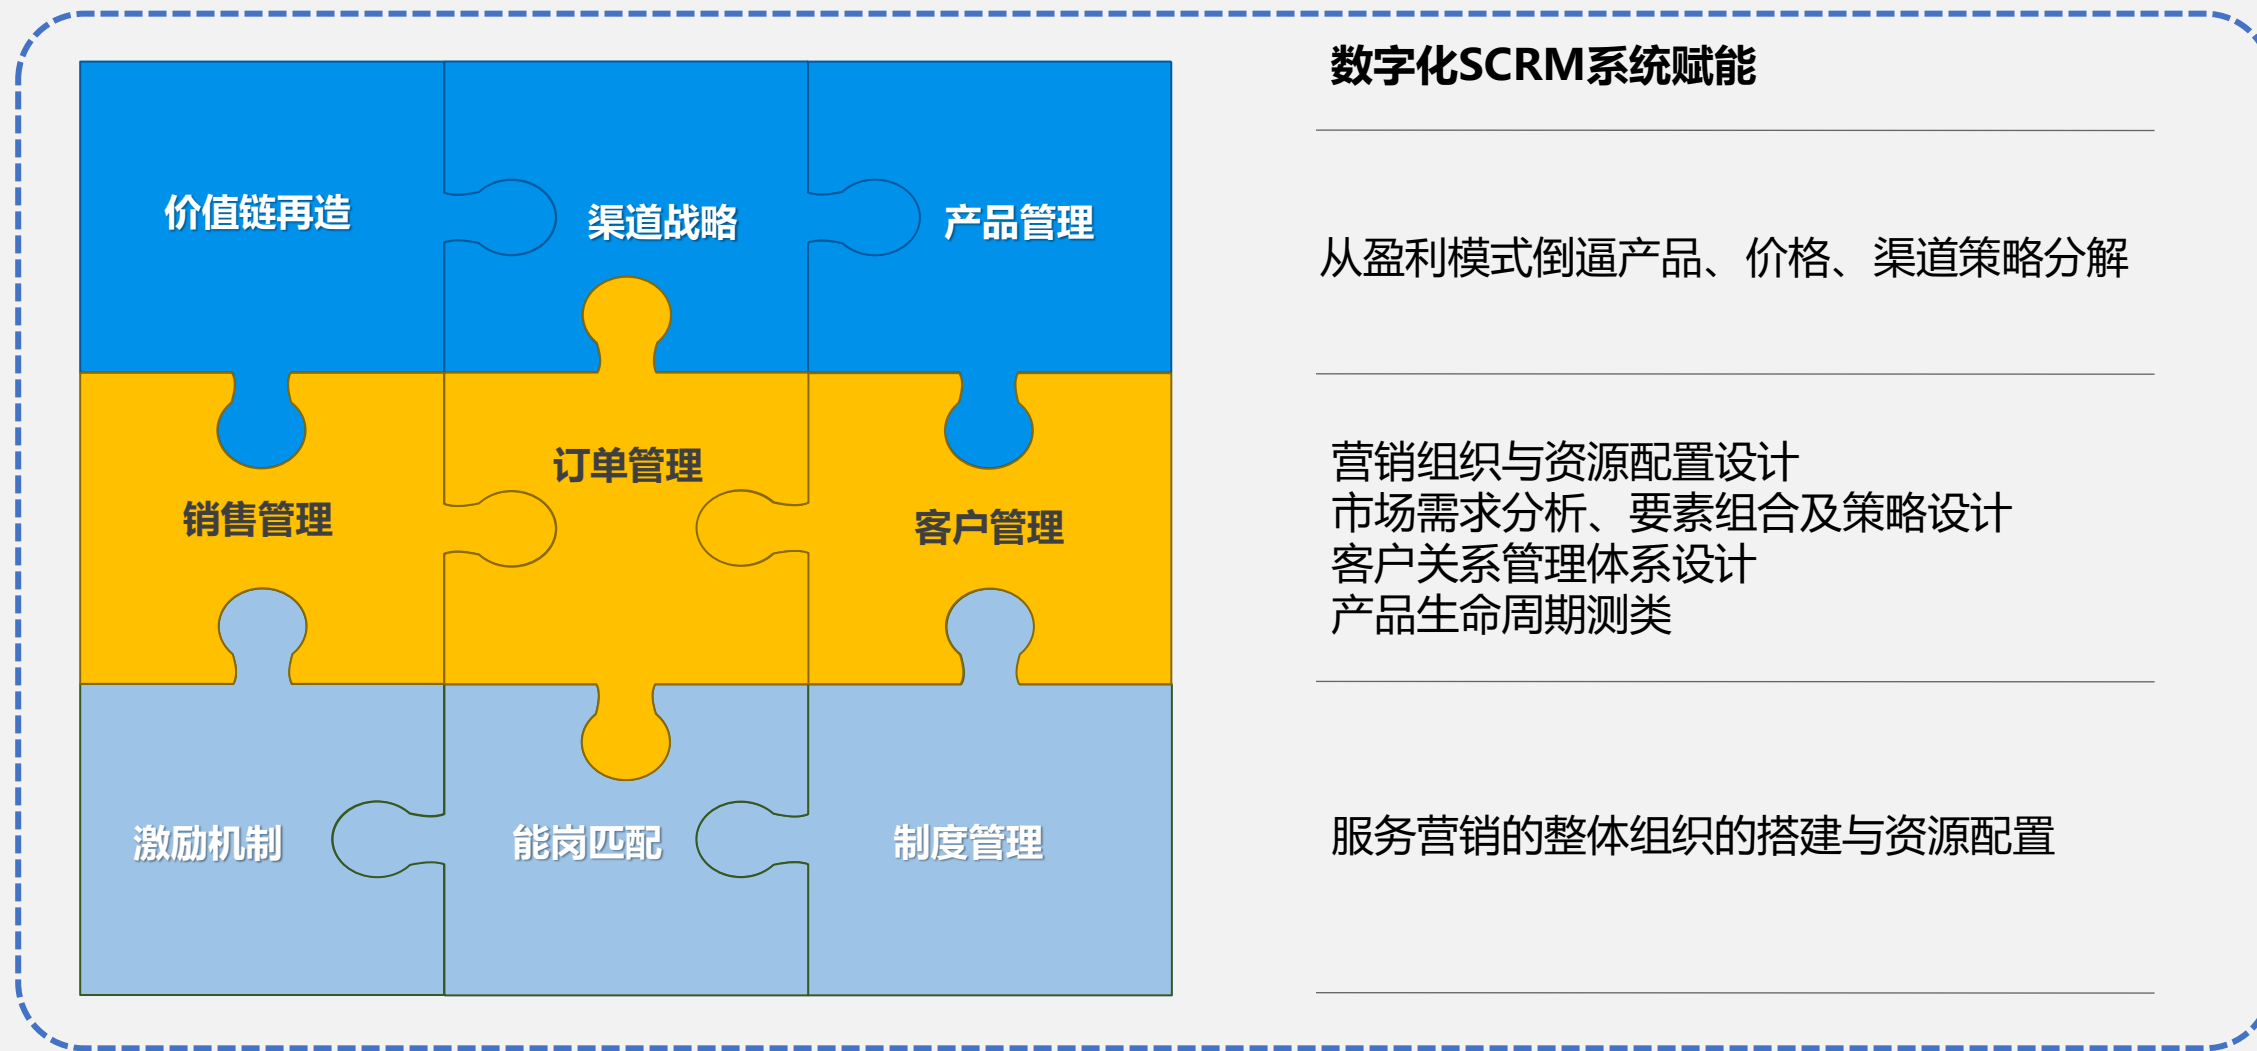 数字化SCRM系统赋能
价值链再造
渠道战略
产品管理
从盈利模式倒逼产品、价格、渠道策略分解
销售管理
订单管理
客户管理
营销组织与资源配置设计
市场需求分析、要素组合及策略设计
客户关系管理体系设计
产品生命周期测类
激励机制
能岗匹配
制度管理
服务营销的整体组织的搭建与资源配置